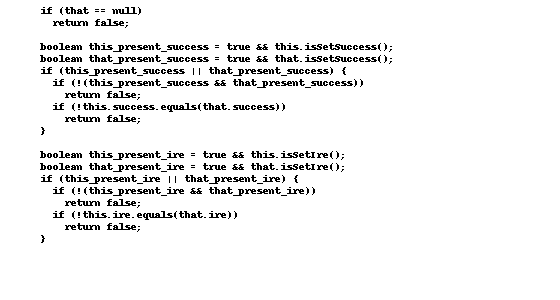 if (that == null)
return false;
boolean this_present_success = true && this.isSetSuccess();
boolean that_present_success = true && that.isSetSuccess();
if (this_present_success || that_present_success) {
if (!(this_present_success && that_present_success))
return false;
if (!this.success.equals(that.success))
return false;
}
boolean this_present_ire = true && this.isSetIre();
boolean that_present_ire = true && that.isSetIre();
if (this_present_ire || that_present_ire) {
if (!(this_present_ire && that_present_ire))
return false;
if (!this.ire.equals(that.ire))
return false;
}